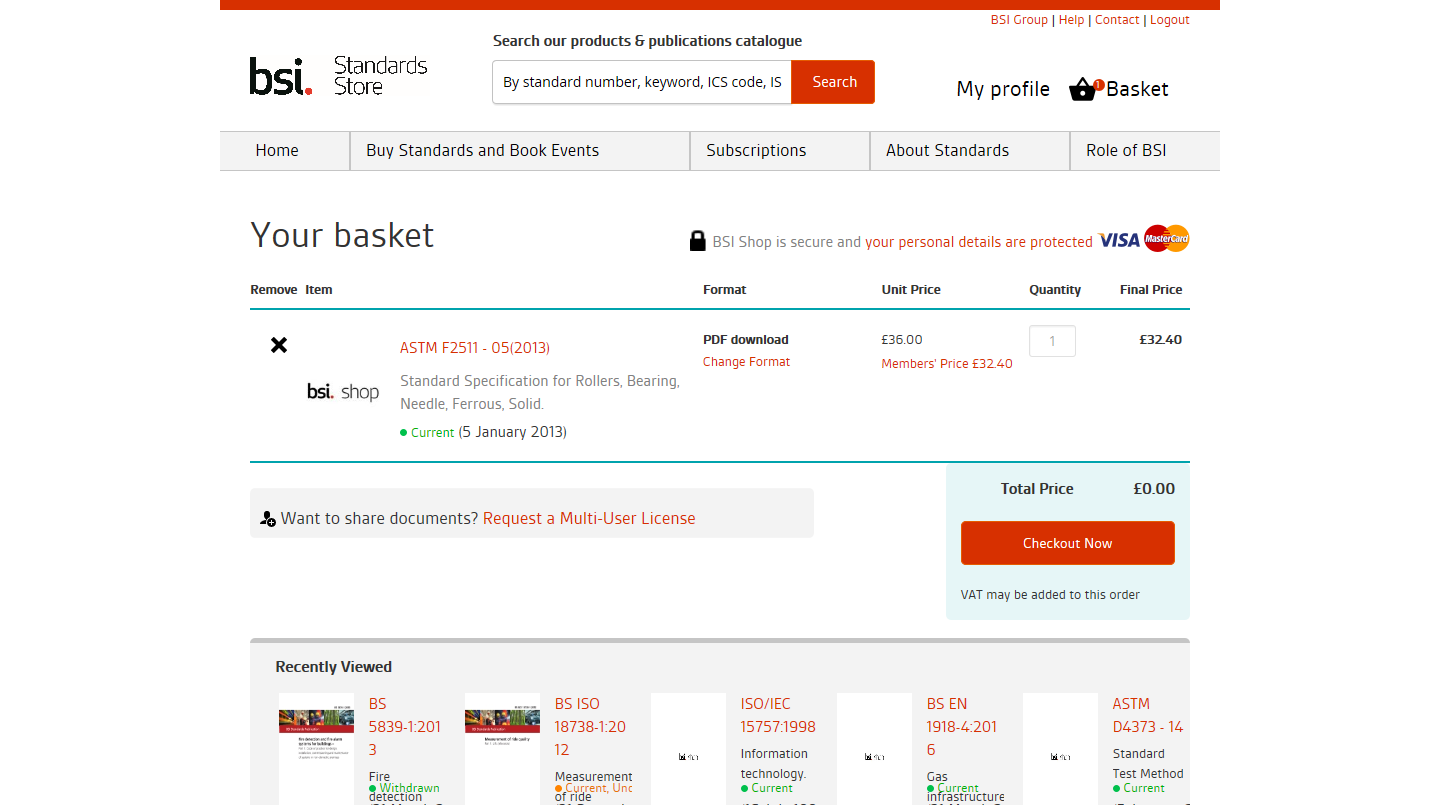 BSI Group | Help | Contact | Logout
Search our products & publications catalogue
bsi. Standards Store
By standard number, keyword, ICS code, IS
Search
My profile
1
Basket
Home
Buy Standards and Book Events
Subscriptions
About Standards
Role of BSI
Your basket
BSI Shop is secure and your personal details are protected
VISA MasterCard
Remove Item Format Unit Price Quantity Final Price
ASTM F2511 - 05(2013)
bsi. shop
Standard Specification for Rollers, Bearing,
Needle, Ferrous, Solid.
Current (5 January 2013)
PDF download
Change Format
£36.00
Members' Price £32.40
1
£32.40
Want to share documents? Request a Multi-User License
Total Price £0.00
Checkout Now
VAT may be added to this order
Recently Viewed
BS
5839-1:201
3
Fire
Withdrawn
detection
BS ISO
18738-1:20
12
Measurement
Current, Und
of ride
ISO/IEC
15757:1998
Information
technology.
Current
BS EN
1918-4:201
6
Gas
Current
infrastructure
ASTM
D4373 - 14
Standard
Test Method
Current